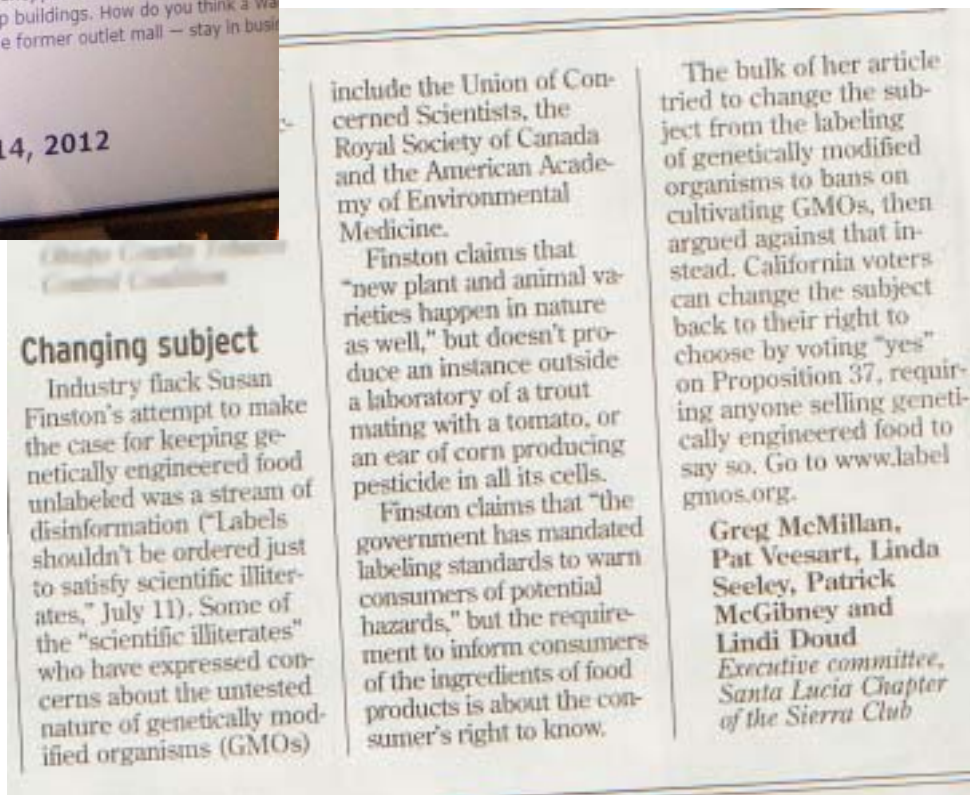 p buildings. How do you think a wa
e former outlet mall — stay in busi
14, 2012
Control Coalition
Changing subject
Industry flack Susan
Finston's attempt to make
the case for keeping ge-
netically engineered food
unlabeled was a stream of
disinformation ("Labels
shouldn't be ordered just
to satisfy scientific illiter-
ates," July 11). Some of
the "scientific illiterates"
who have expressed con-
cerns about the untested
nature of genetically mod-
ified organisms (GMOs)
include the Union of Con-
cerned Scientists, the
Royal Society of Canada
and the American Acade-
my of Environmental
Medicine.
Finston claims that
"new plant and animal va-
rieties happen in nature
as well," but doesn't pro-
duce an instance outside
a laboratory of a trout
mating with a tomato, or
an ear of corn producing
pesticide in all its cells.
Finston claims that "the
government has mandated
labeling standards to warn
consumers of potential
hazards," but the require-
ment to inform consumers
of the ingredients of food
products is about the con-
sumer's right to know.
The bulk of her article
tried to change the sub-
ject from the labeling
of genetically modified
organisms to bans on
cultivating GMOs, then
argued against that in-
stead. California voters
can change the subject
back to their right to
choose by voting "yes"
on Proposition 37, requir-
ing anyone selling geneti-
cally engineered food to
say so. Go to www.label
gmos.org.
Greg McMillan,
Pat Veesart, Linda
Seeley, Patrick
McGibney and
Lindi Doud
Executive committee,
Santa Lucia Chapter
of the Sierra Club